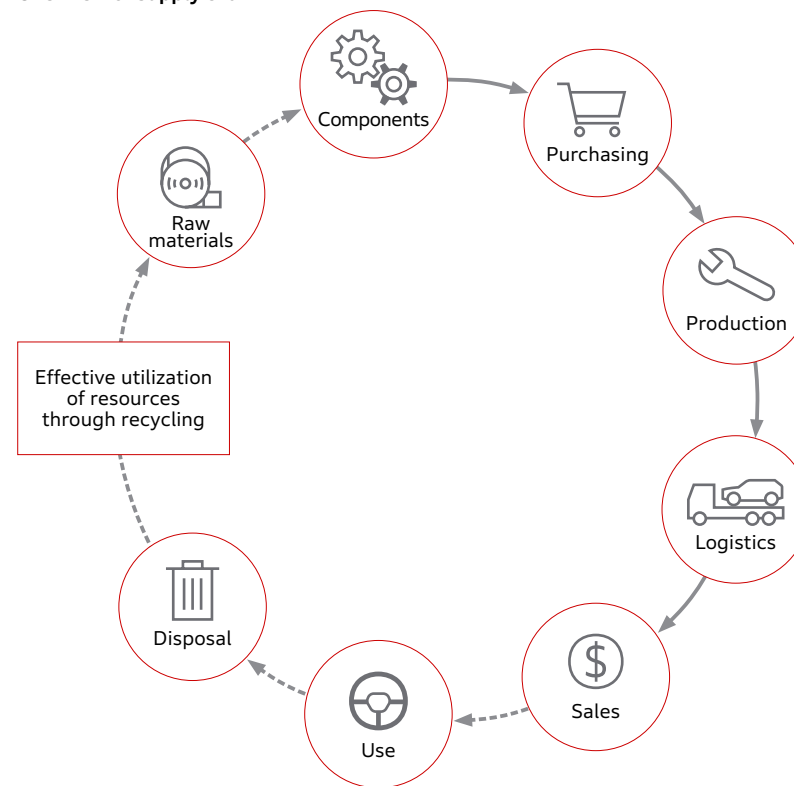 Components
Purchasing
Raw
materials
Production
Effective utilization
of resources
through recycling
Logistics
Disposal
$
Sales
Use